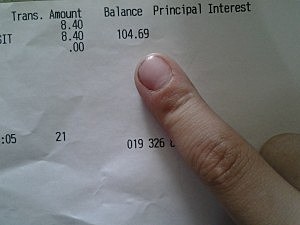 Trans. Amount Balance Principal Interest
8.40
SIT 8.40 104.69
.00
:05 21 019 326